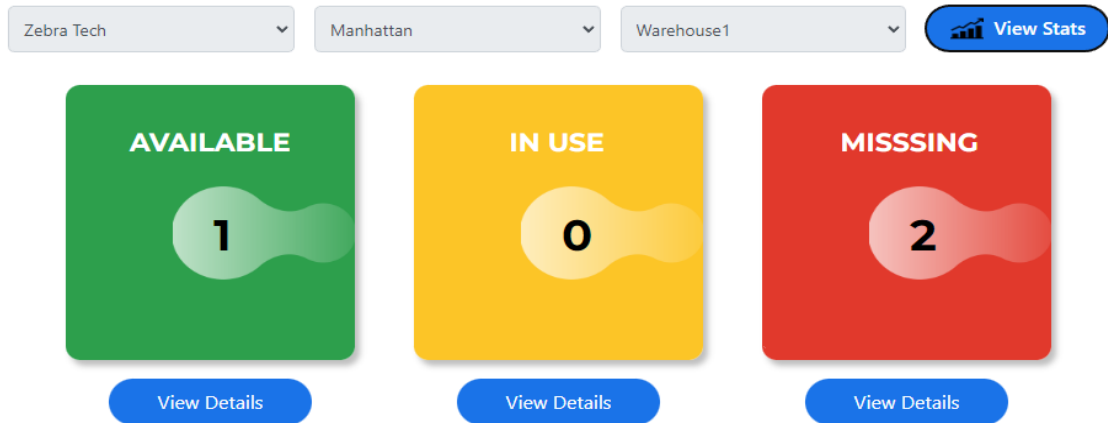 Zebra Tech Manhattan Warehouse1 View Stats
AVAILABLE IN USE MISSSING
1 0 2
View Details View Details View Details